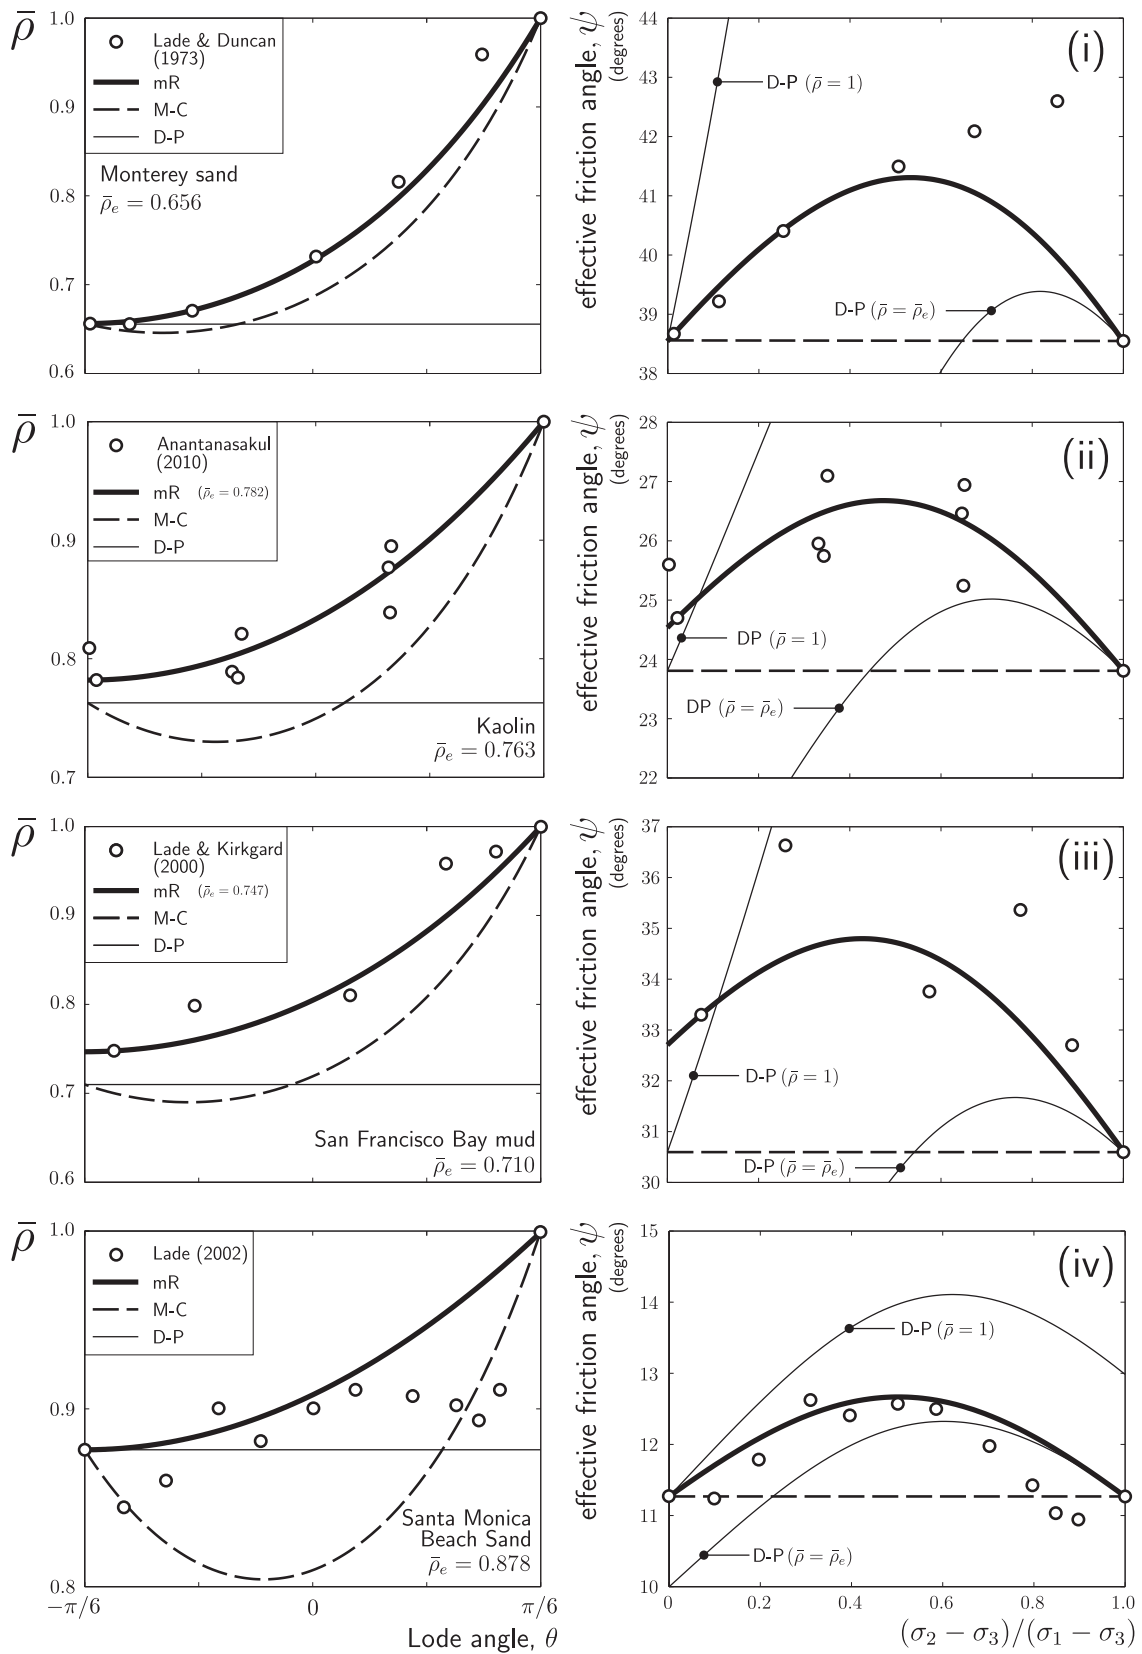 ρ̄
1.0
0.9
0.8
0.7
0.6
Lade & Duncan
(1973)
mR
M-C
D-P
Monterey sand
ρ̄ₑ = 0.656
effective friction angle, ψ
(degrees)
44
43
42
41
40
39
38
(i)
D-P (ρ̄ = 1)
D-P (ρ̄ = ρ̄ₑ)
ρ̄
1.0
0.9
0.8
0.7
Anantanasakul
(2010)
mR (ρ̄ₑ = 0.782)
M-C
D-P
Kaolin
ρ̄ₑ = 0.763
effective friction angle, ψ
(degrees)
28
27
26
25
24
23
22
(ii)
DP (ρ̄ = 1)
DP (ρ̄ = ρ̄ₑ)
ρ̄
1.0
0.9
0.8
0.7
0.6
Lade & Kirkgard
(2000)
mR (ρ̄ₑ = 0.747)
M-C
D-P
San Francisco Bay mud
ρ̄ₑ = 0.710
effective friction angle, ψ
(degrees)
37
36
35
34
33
32
31
30
(iii)
D-P (ρ̄ = 1)
D-P (ρ̄ = ρ̄ₑ)
ρ̄
1.0
0.9
0.8
Lade (2002)
mR
M-C
D-P
Santa Monica
Beach Sand
ρ̄ₑ = 0.878
−π/6 0 π/6
Lode angle, θ
effective friction angle, ψ
(degrees)
15
14
13
12
11
10
(iv)
D-P (ρ̄ = 1)
D-P (ρ̄ = ρ̄ₑ)
0 0.2 0.4 0.6 0.8 1.0
(σ₂ − σ₃)/(σ₁ − σ₃)